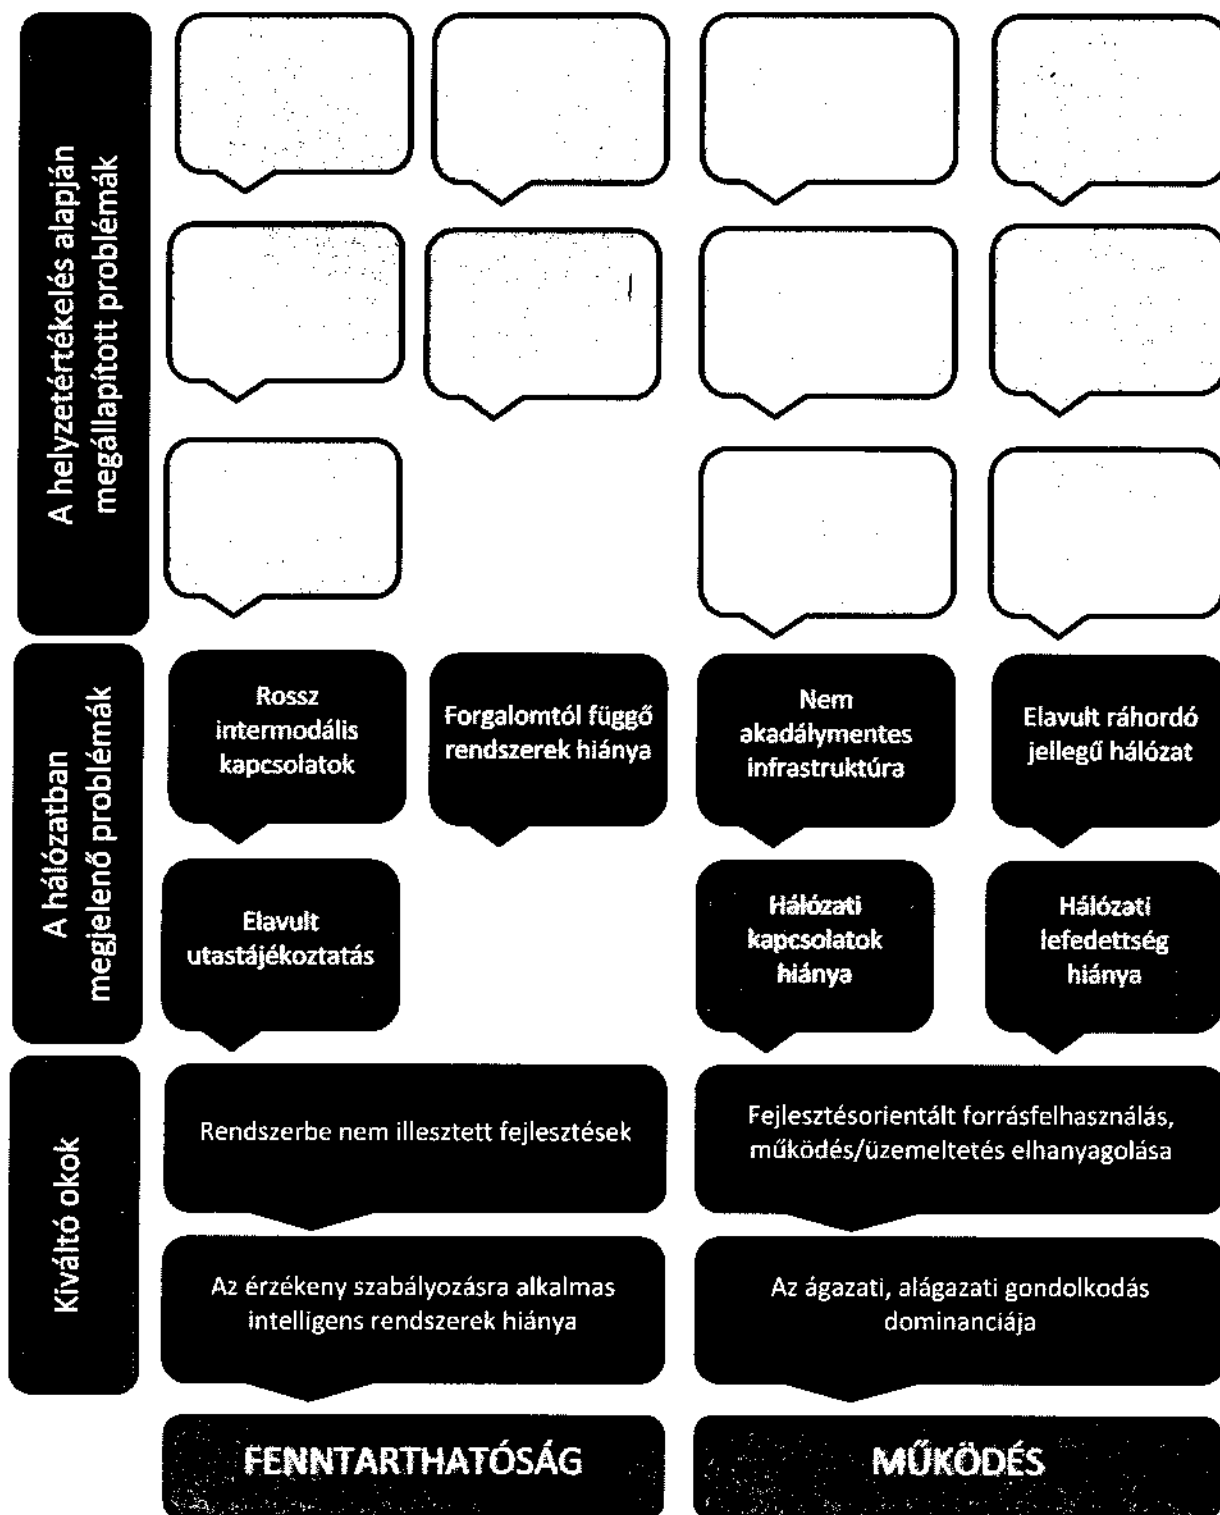 A helyzetértékelés alapján
megállapított problémák
A hálózatban
megjelenő problémák
Rossz
intermodális
kapcsolatok
Forgalomtól függő
rendszerek hiánya
Nem
akadálymentes
infrastruktúra
Elavult ráhordó
jellegű hálózat
Elavult
utastájékoztatás
Hálózati
kapcsolatok
hiánya
Hálózati
lefedettség
hiánya
Kiváltó okok
Rendszerbe nem illesztett fejlesztések
Fejlesztésorientált forrásfelhasználás,
működés/üzemeltetés elhanyagolása
Az érzékeny szabályozásra alkalmas
intelligens rendszerek hiánya
Az ágazati, alágazati gondolkodás
dominanciája
FENNTARTHATÓSÁG
MŰKÖDÉS